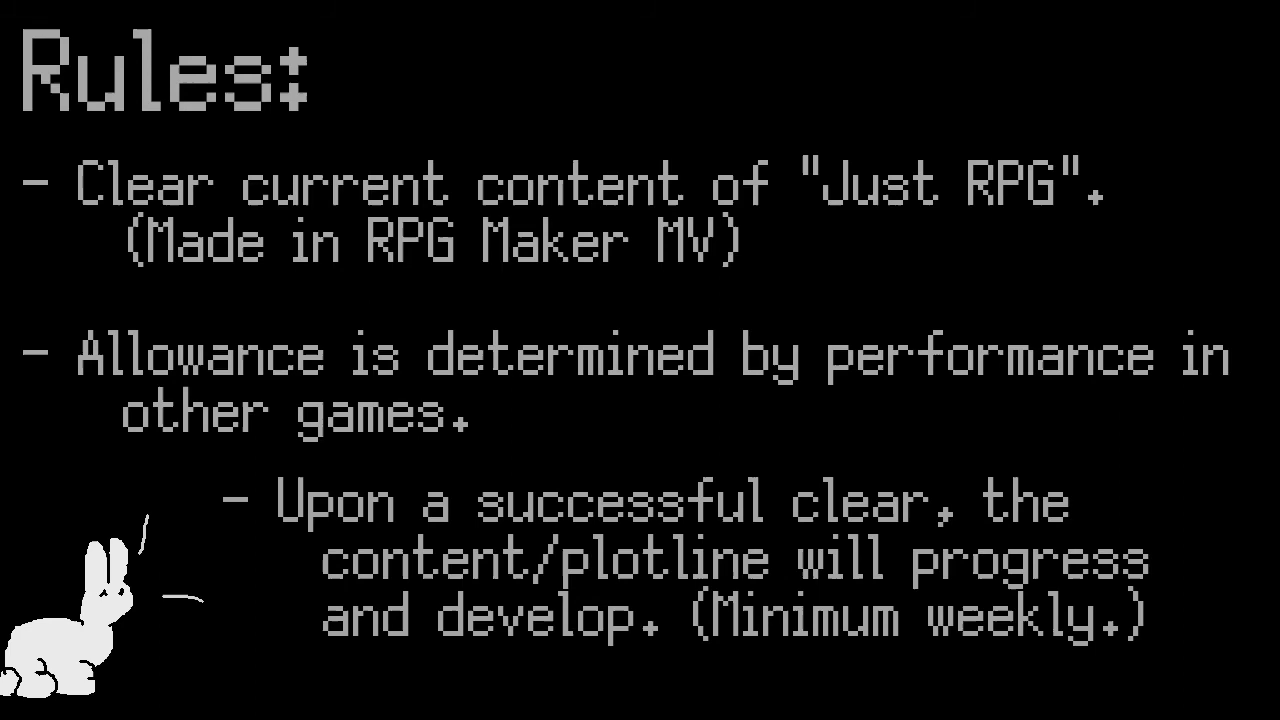 Rules:
- Clear current content of "Just RPG".
(Made in RPG Maker MV)
- Allowance is determined by performance in
other games.
- Upon a successful clear, the
content/plotline will progress
and develop. (Minimum weekly.)